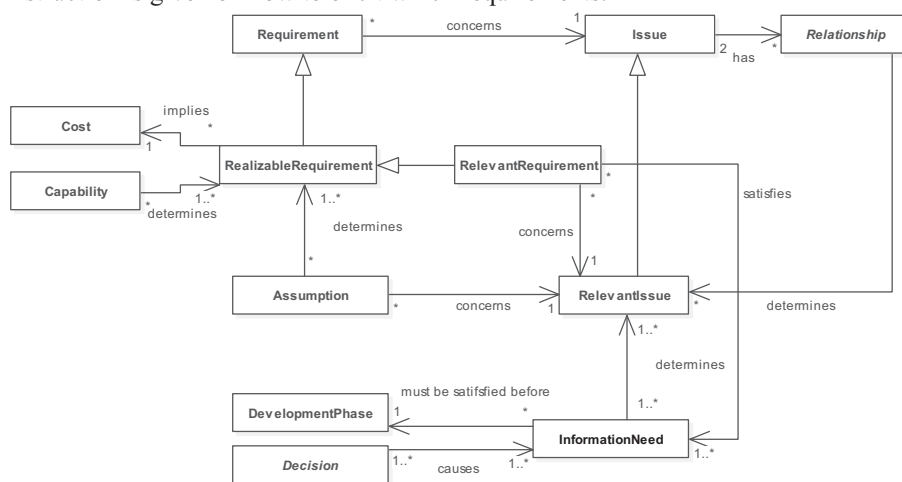 * concerns 1
Requirement
Issue
Relationship
2 has *
implies
Cost
1 *
RealizableRequirement
RelevantRequirement
Capability
* determines 1..*
1..*
*
*
satisfies
determines
concerns
*
1
Assumption
RelevantIssue
* concerns 1
*
determines
1..*
determines
must be satifsfied before
DevelopmentPhase
1 *
1..*
InformationNeed
Decision
1..* causes 1..*
1..*